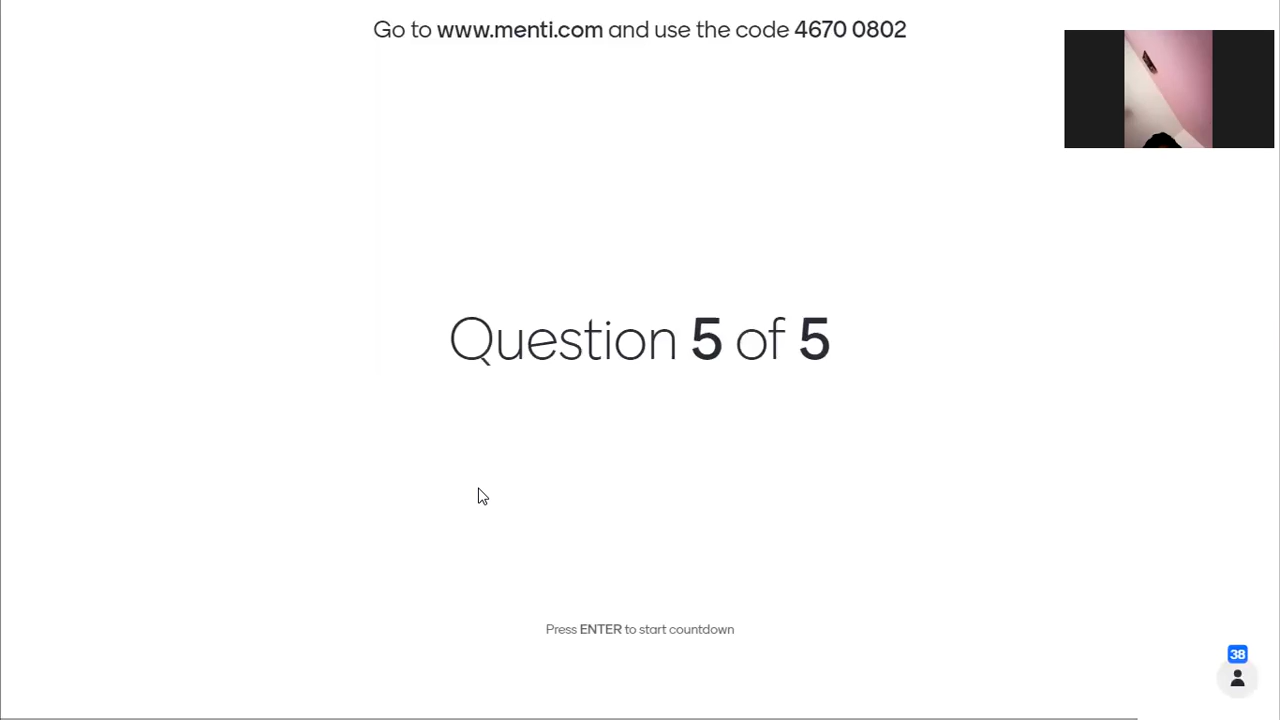 Go to www.menti.com and use the code 4670 0802
Question 5 of 5
Press ENTER to start countdown
38